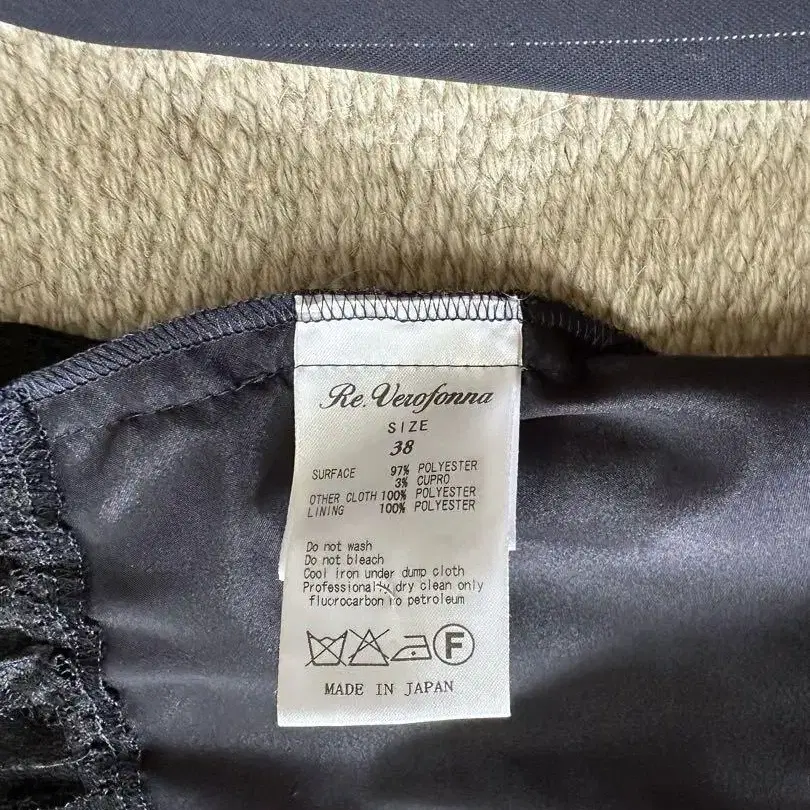 Re.Verofonna
SIZE
38
SURFACE 97% POLYESTER
3% CUPRO
OTHER CLOTH 100% POLYESTER
LINING 100% POLYESTER
Do not wash
Do not bleach
Cool iron under dump cloth
Professionally dry clean only
fluorocarbon to petroleum
F
MADE IN JAPAN